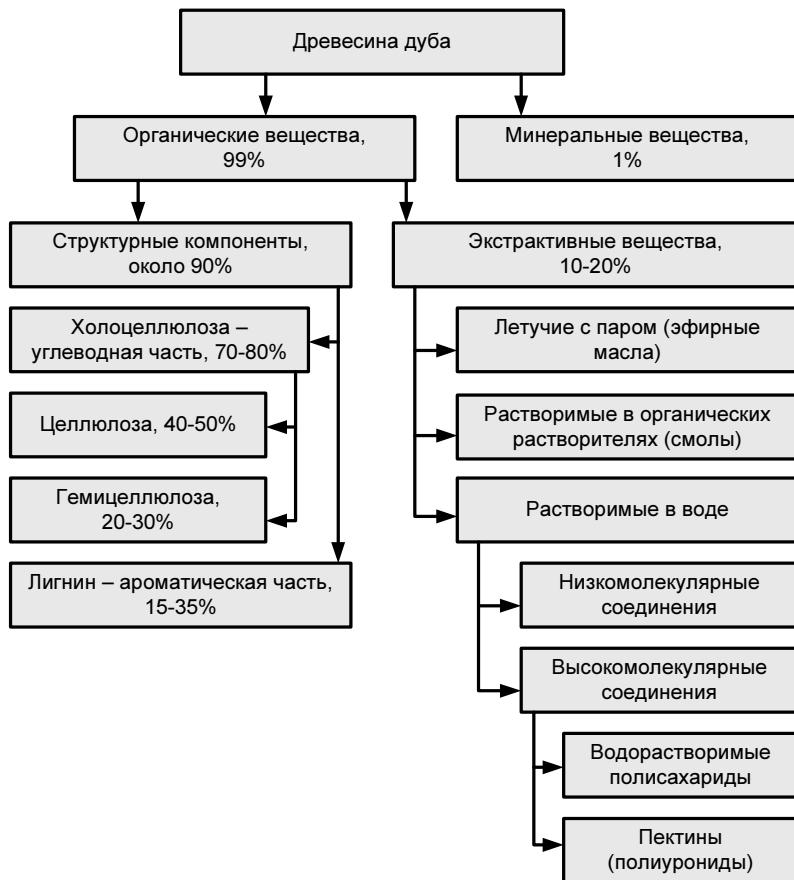 Древесина дуба
Органические вещества,
99%
Минеральные вещества,
1%
Структурные компоненты,
около 90%
Экстрактивные вещества,
10-20%
Холоцеллюлоза –
углеводная часть, 70-80%
Летучие с паром (эфирные
масла)
Целлюлоза, 40-50%
Растворимые в органических
растворителях (смолы)
Гемицеллюлоза,
20-30%
Растворимые в воде
Лигнин – ароматическая часть,
15-35%
Низкомолекулярные
соединения
Высокомолекулярные
соединения
Водорастворимые
полисахариды
Пектины
(полиурониды)